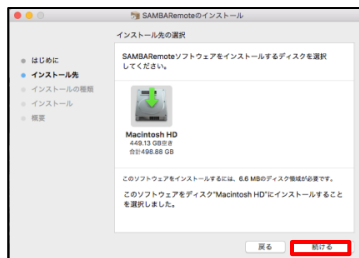 SAMBARemoteのインストール
インストール先の選択
はじめに
インストール先
インストールの種類
インストール
概要
SAMBARemoteソフトウェアをインストールするディスクを選択
してください。
Macintosh HD
449.13 GB空き
合計498.88 GB
このソフトウェアをインストールするには、6.6 MBのディスク領域が必要です。
このソフトウェアをディスク"Macintosh HD"にインストールすること
を選択しました。
戻る
続ける